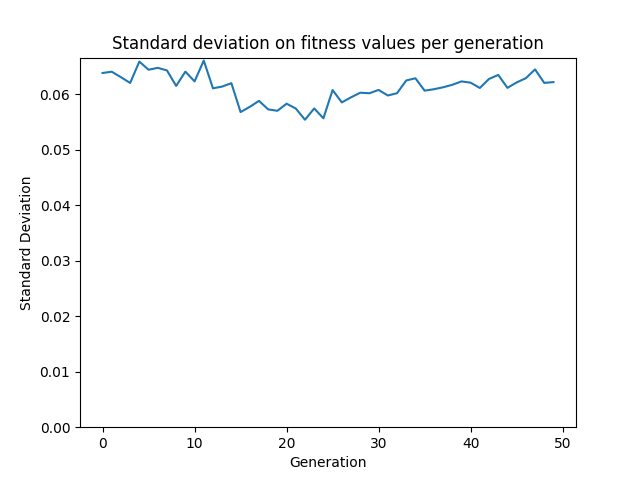 Standard deviation on fitness values per generation
0.06
0.05
0.04
0.03
0.02
0.01
0.00
Standard Deviation
0 10 20 30 40 50
Generation